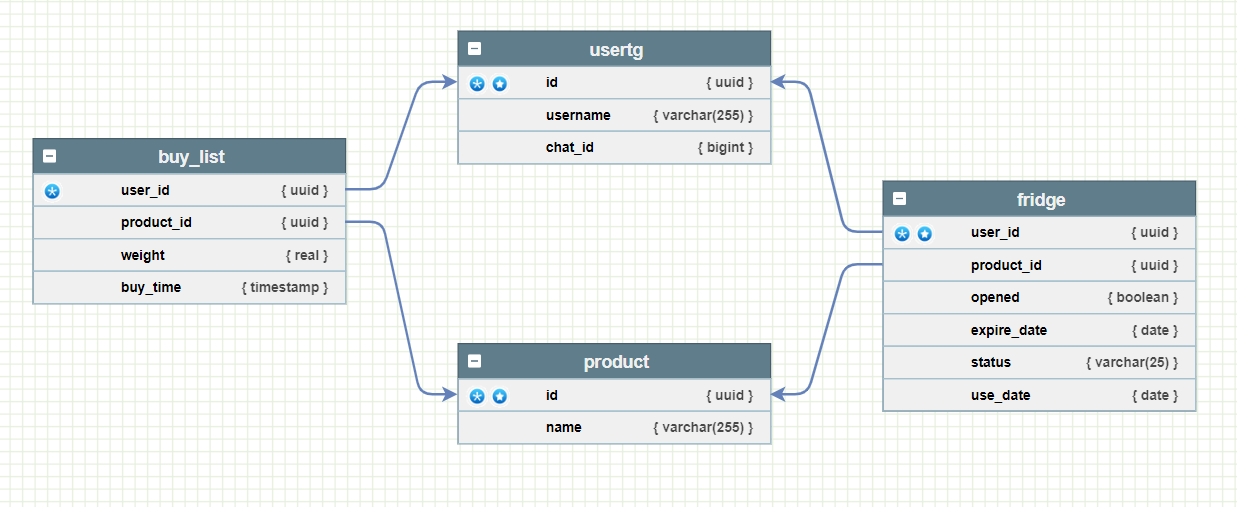 usertg
id { uuid }
username { varchar(255) }
chat_id { bigint }
buy_list
user_id { uuid }
product_id { uuid }
weight { real }
buy_time { timestamp }
fridge
user_id { uuid }
product_id { uuid }
opened { boolean }
expire_date { date }
status { varchar(25) }
use_date { date }
product
id { uuid }
name { varchar(255) }